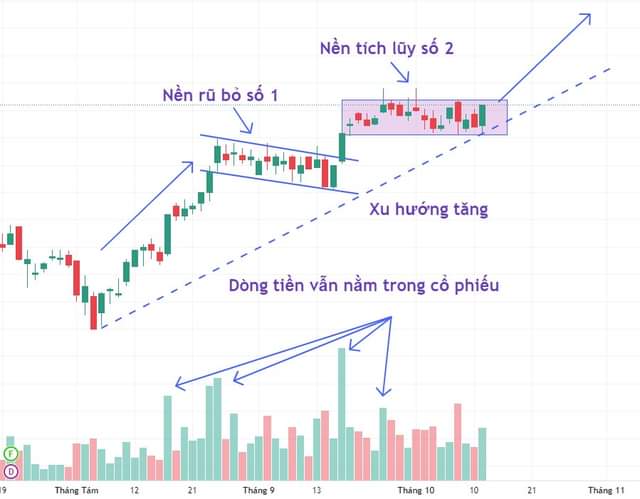 Nền tích lũy số 2
Nền rũ bỏ số 1
Xu hướng tăng
Dòng tiền vẫn nằm trong cổ phiếu
F
D
19 Tháng Tám 12 21 Tháng 9 13 Tháng 10 10 21 Tháng 11